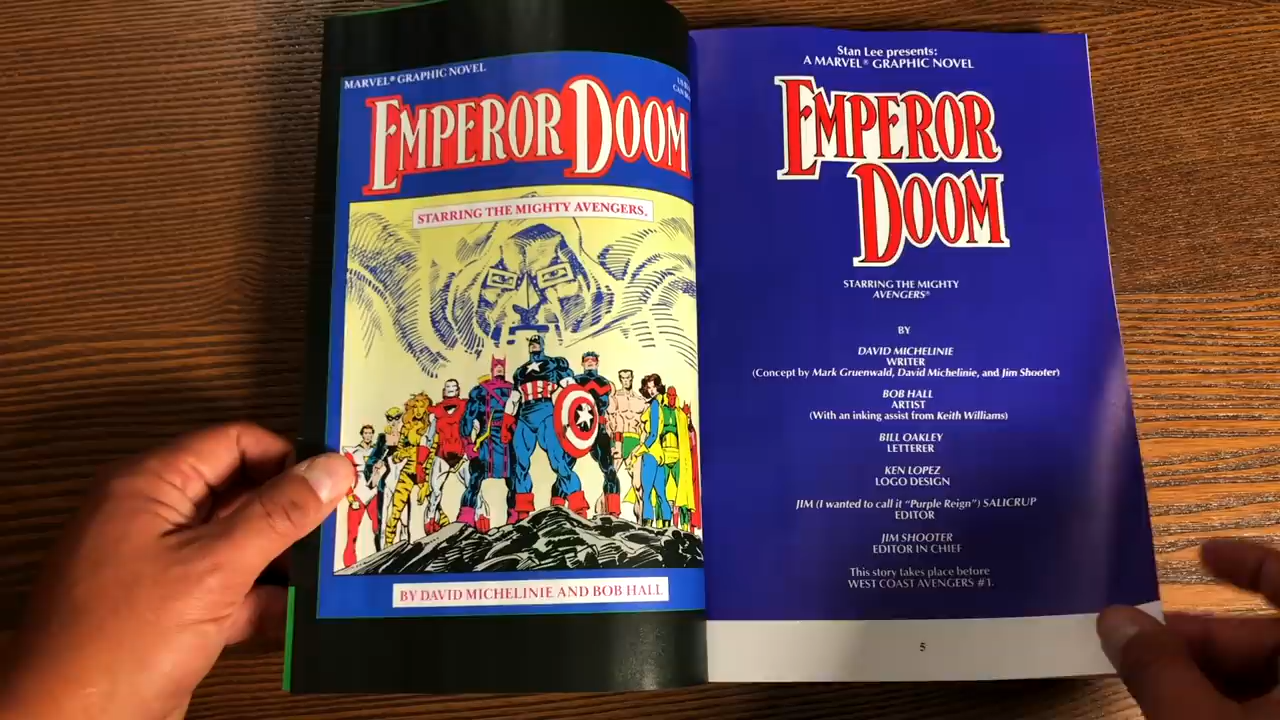 MARVEL® GRAPHIC NOVEL
EMPEROR DOOM
STARRING THE MIGHTY AVENGERS.
BY DAVID MICHELINIE AND BOB HALL
Stan Lee presents:
A MARVEL® GRAPHIC NOVEL
EMPEROR
DOOM
STARRING THE MIGHTY
AVENGERS®
BY
DAVID MICHELINIE
WRITER
(Concept by Mark Gruenwald, David Michelinie, and Jim Shooter)
BOB HALL
ARTIST
(With an inking assist from Keith Williams)
BILL OAKLEY
LETTERER
KEN LOPEZ
LOGO DESIGN
JIM (I wanted to call it “Purple Reign”) SALICRUP
EDITOR
JIM SHOOTER
EDITOR IN CHIEF
This story takes place before
WEST COAST AVENGERS #1.
5